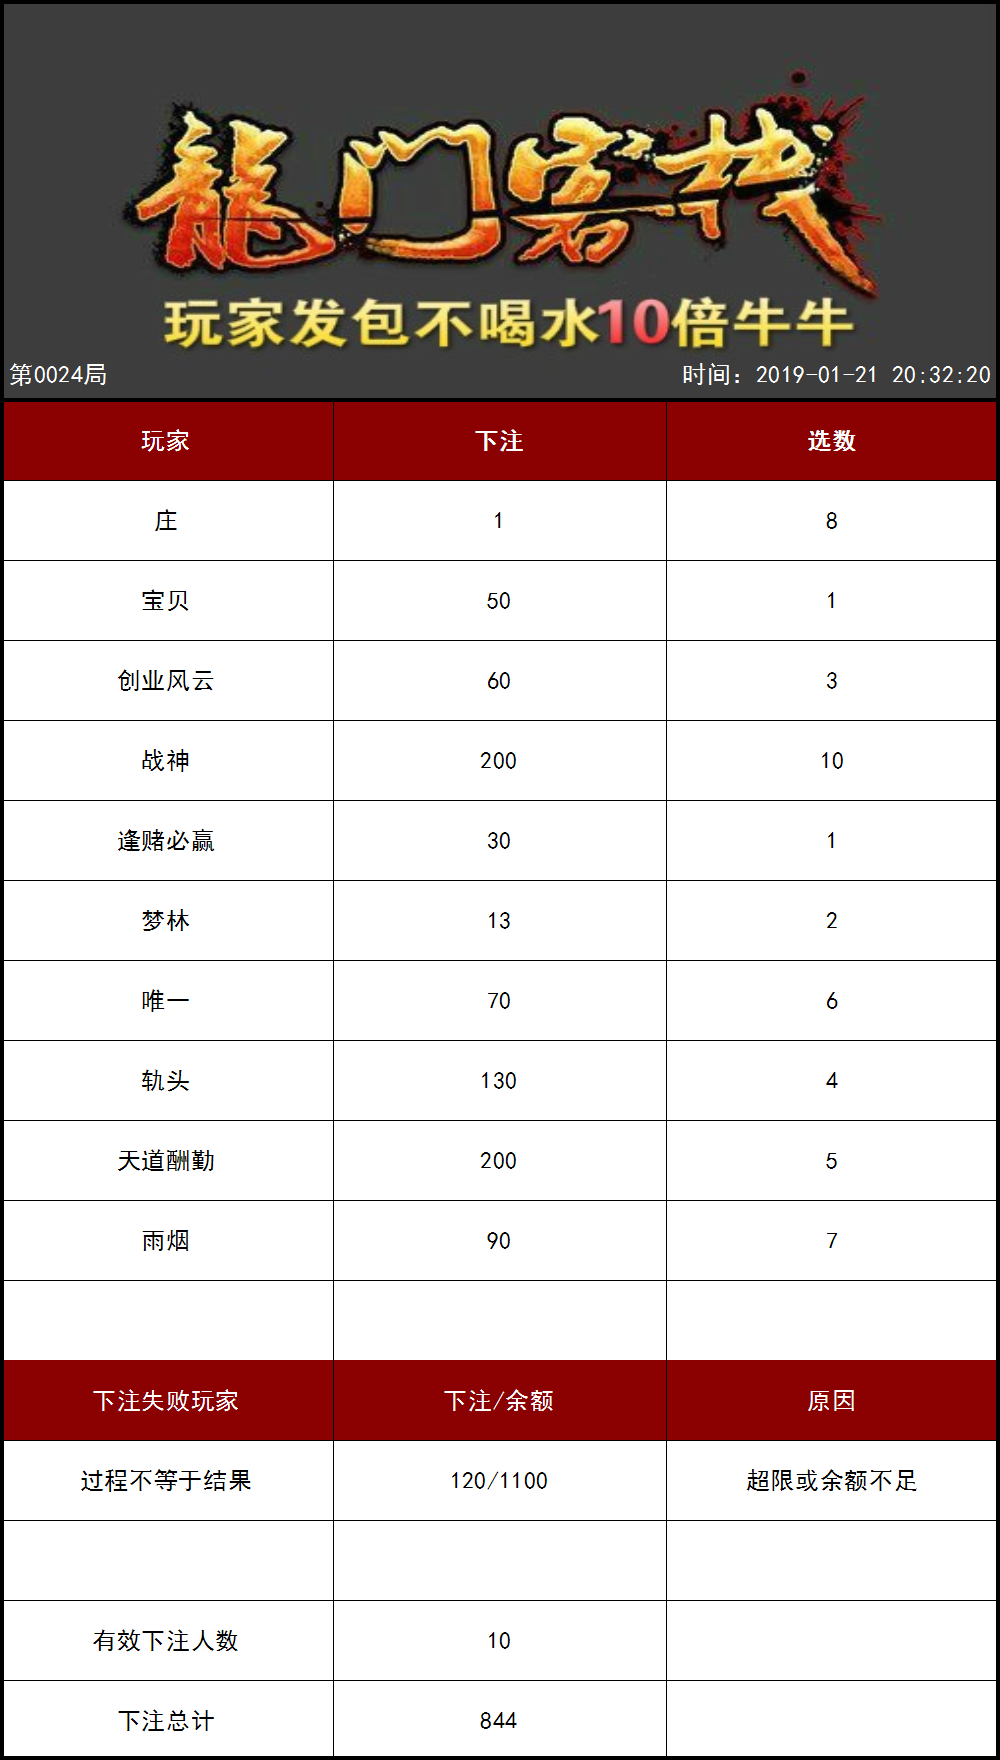 龍门客栈
玩家发包不喝水10倍牛牛
第0024局 时间：2019-01-21 20:32:20
玩家 下注 选数
庄 1 8
宝贝 50 1
创业风云 60 3
战神 200 10
逢赌必赢 30 1
梦林 13 2
唯一 70 6
轨头 130 4
天道酬勤 200 5
雨烟 90 7
下注失败玩家 下注/余额 原因
过程不等于结果 120/1100 超限或余额不足
有效下注人数 10
下注总计 844